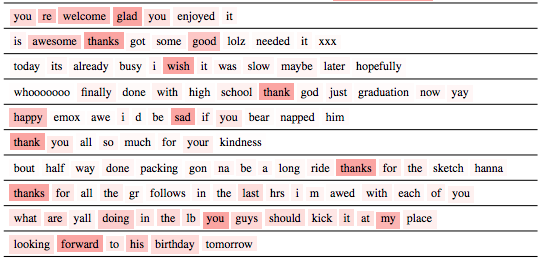 you re welcome glad you enjoyed it
is awesome thanks got some good lolz needed it xxx
today its already busy i wish it was slow maybe later hopefully
whooooooo finally done with high school thank god just graduation now yay
happy emox awe i d be sad if you bear napped him
thank you all so much for your kindness
bout half way done packing gon na be a long ride thanks for the sketch hanna
thanks for all the gr follows in the last hrs i m awed with each of you
what are yall doing in the lb you guys should kick it at my place
looking forward to his birthday tomorrow